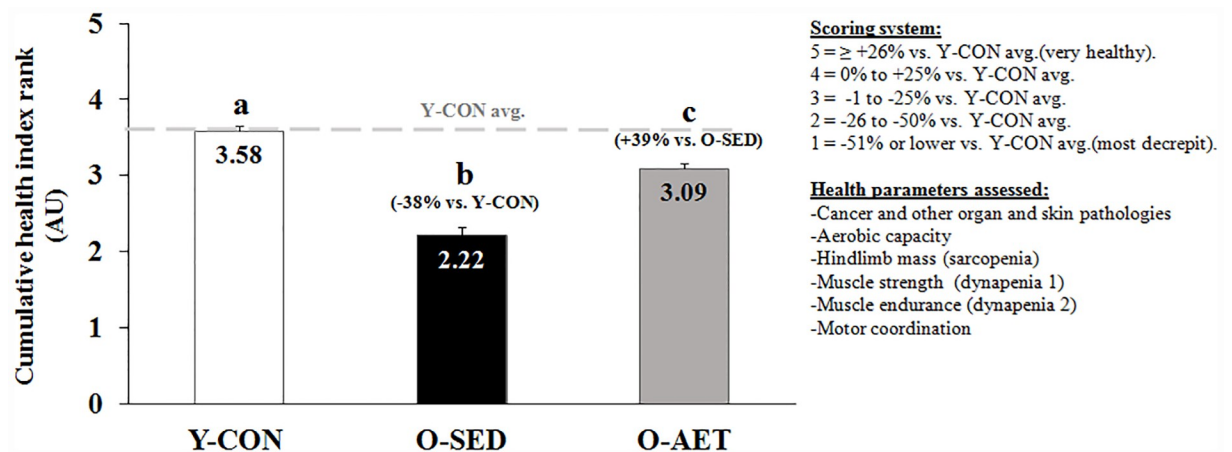 Cumulative health index rank
(AU)
5
4
3
2
1
0
Y-CON avg.
a
3.58
b
(-38% vs. Y-CON)
2.22
c
(+39% vs. O-SED)
3.09
Y-CON
O-SED
O-AET
Scoring system:
5 = ≥ +26% vs. Y-CON avg.(very healthy).
4 = 0% to +25% vs. Y-CON avg.
3 = -1 to -25% vs. Y-CON avg.
2 = -26 to -50% vs. Y-CON avg.
1 = -51% or lower vs. Y-CON avg.(most decrepit).
Health parameters assessed:
-Cancer and other organ and skin pathologies
-Aerobic capacity
-Hindlimb mass (sarcopenia)
-Muscle strength (dynapenia 1)
-Muscle endurance (dynapenia 2)
-Motor coordination